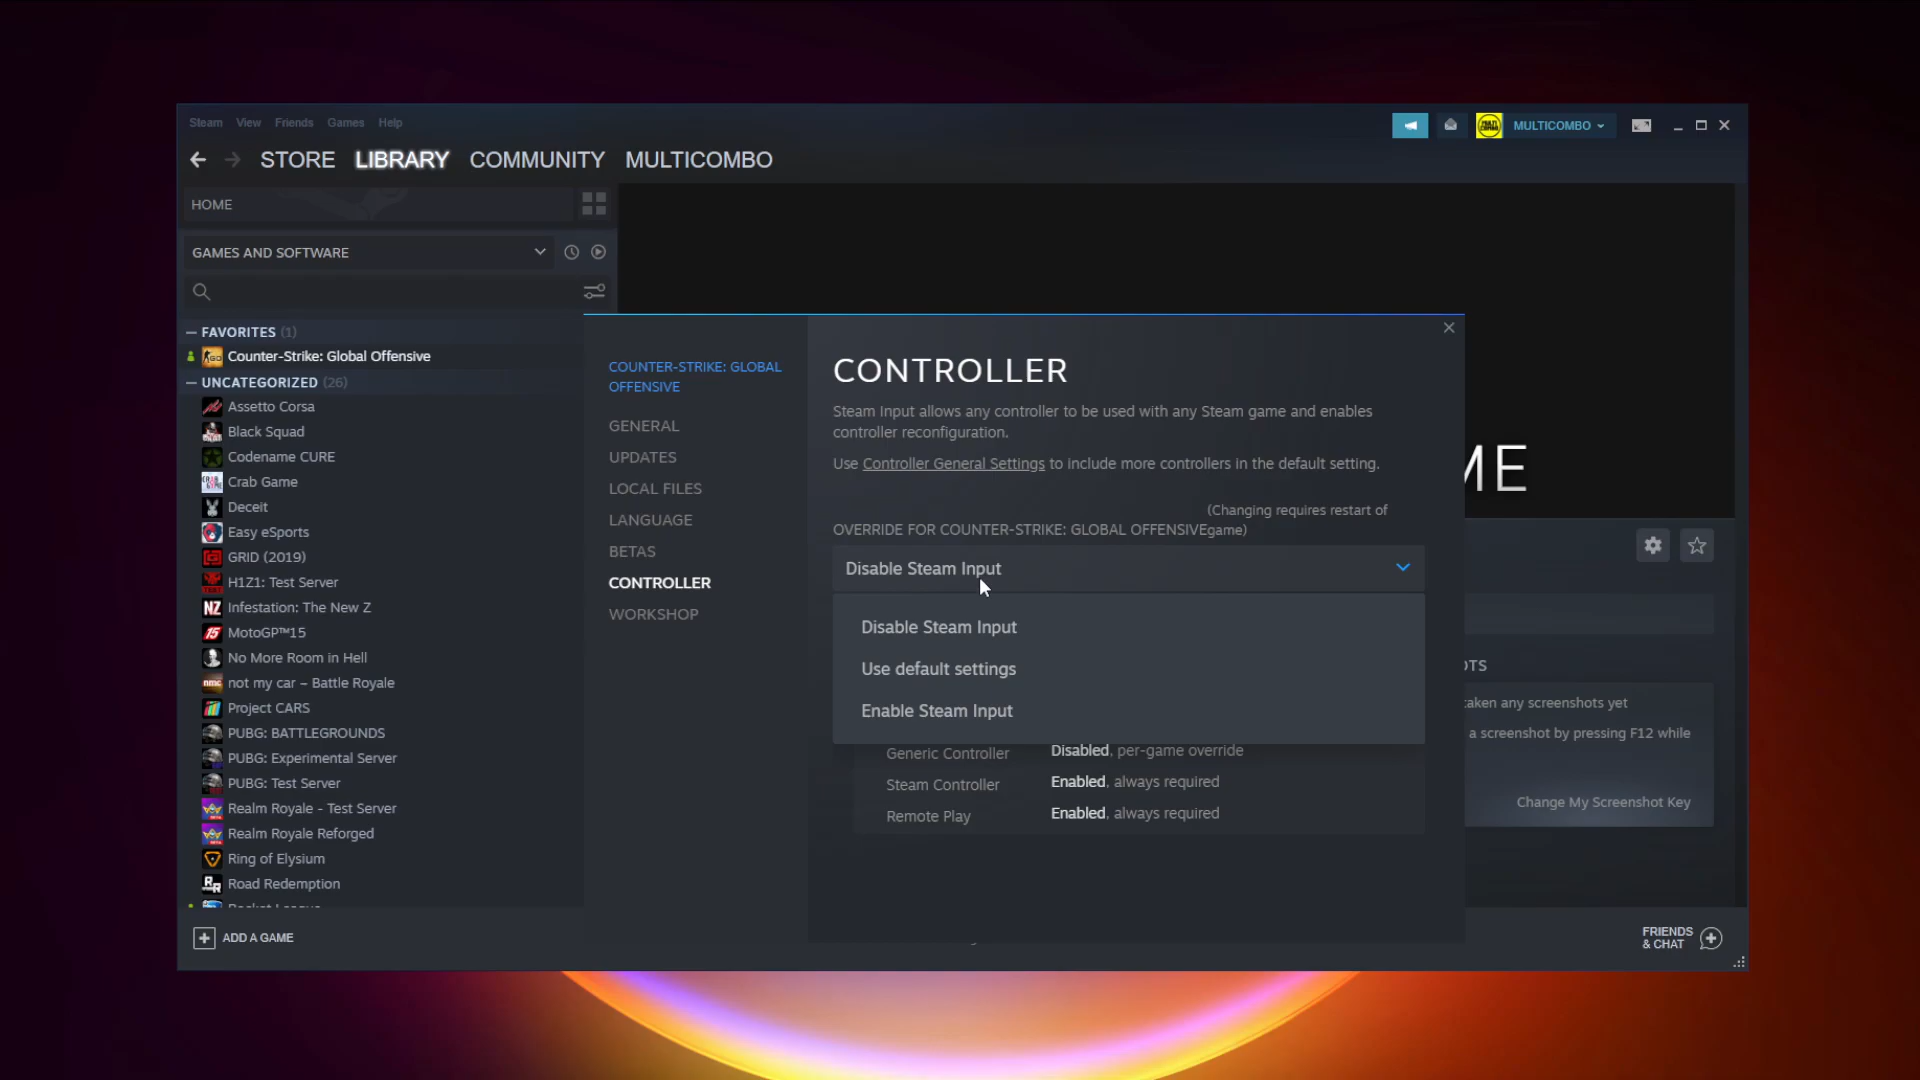 Steam View Friends Games Help
MULTICOMBO
STORE LIBRARY COMMUNITY MULTICOMBO
HOME
GAMES AND SOFTWARE
— FAVORITES (1)
Counter-Strike: Global Offensive
— UNCATEGORIZED (26)
Assetto Corsa
Black Squad
Codename CURE
Crab Game
Deceit
Easy eSports
GRID (2019)
H1Z1: Test Server
Infestation: The New Z
MotoGP™15
No More Room in Hell
not my car – Battle Royale
Project CARS
PUBG: BATTLEGROUNDS
PUBG: Experimental Server
PUBG: Test Server
Realm Royale - Test Server
Realm Royale Reforged
Ring of Elysium
Road Redemption
ADD A GAME
COUNTER-STRIKE: GLOBAL
OFFENSIVE
GENERAL
UPDATES
LOCAL FILES
LANGUAGE
BETAS
CONTROLLER
WORKSHOP
CONTROLLER
Steam Input allows any controller to be used with any Steam game and enables
controller reconfiguration.
Use Controller General Settings to include more controllers in the default setting.
(Changing requires restart of
OVERRIDE FOR COUNTER-STRIKE: GLOBAL OFFENSIVEgame)
Disable Steam Input
Disable Steam Input
Use default settings
Enable Steam Input
Generic Controller Disabled, per-game override
Steam Controller Enabled, always required
Remote Play Enabled, always required
ME
OTS
taken any screenshots yet
a screenshot by pressing F12 while
Change My Screenshot Key
FRIENDS
& CHAT